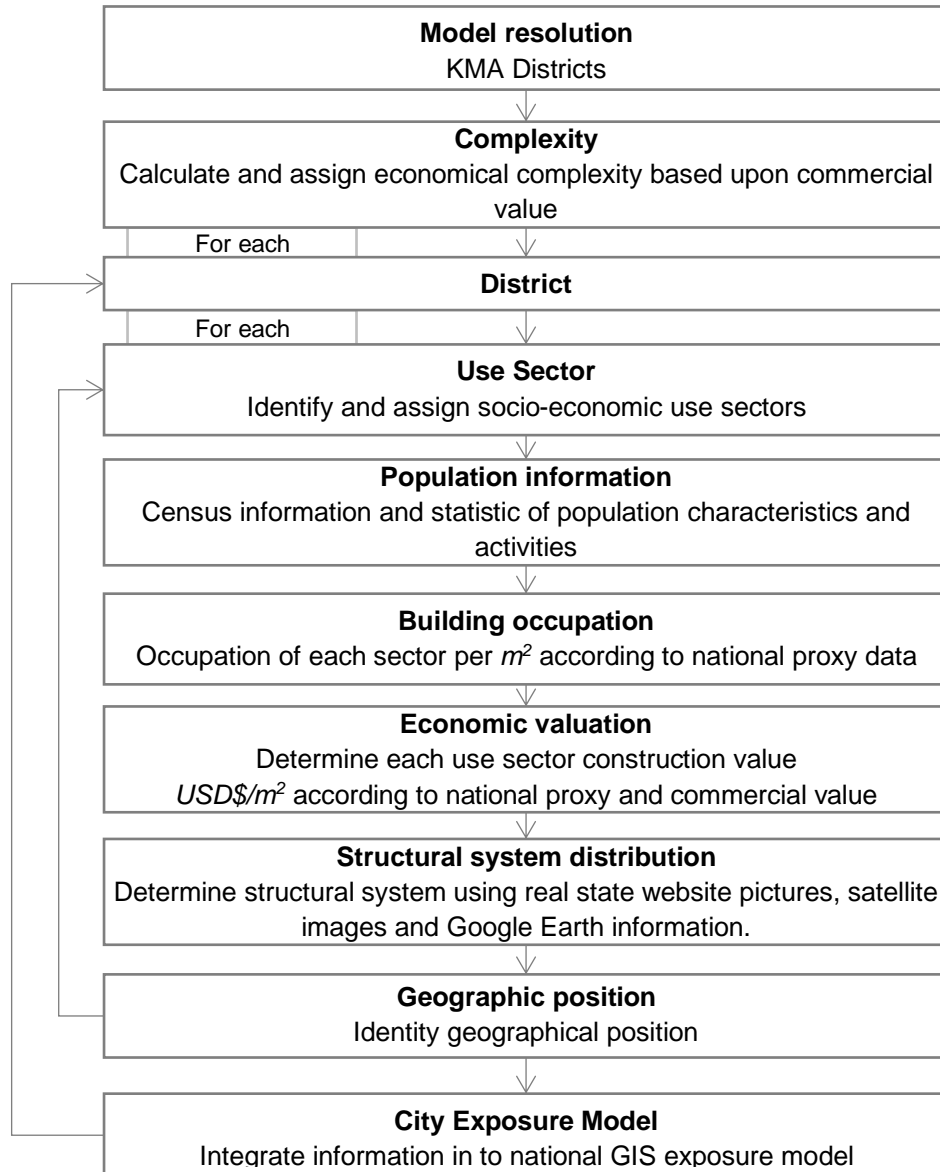 Model resolution
KMA Districts
Complexity
Calculate and assign economical complexity based upon commercial
value
For each
District
For each
Use Sector
Identify and assign socio-economic use sectors
Population information
Census information and statistic of population characteristics and
activities
Building occupation
Occupation of each sector per m² according to national proxy data
Economic valuation
Determine each use sector construction value
USD$/m² according to national proxy and commercial value
Structural system distribution
Determine structural system using real state website pictures, satellite
images and Google Earth information.
Geographic position
Identity geographical position
City Exposure Model
Integrate information in to national GIS exposure model